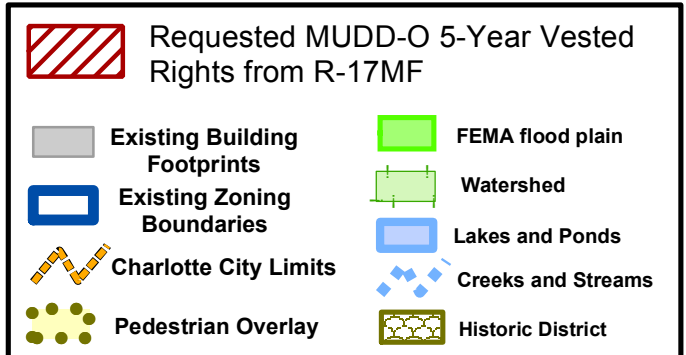 Requested MUDD-O 5-Year Vested
Rights from R-17MF
Existing Building
Footprints
Existing Zoning
Boundaries
Charlotte City Limits
Pedestrian Overlay
FEMA flood plain
Watershed
Lakes and Ponds
Creeks and Streams
Historic District